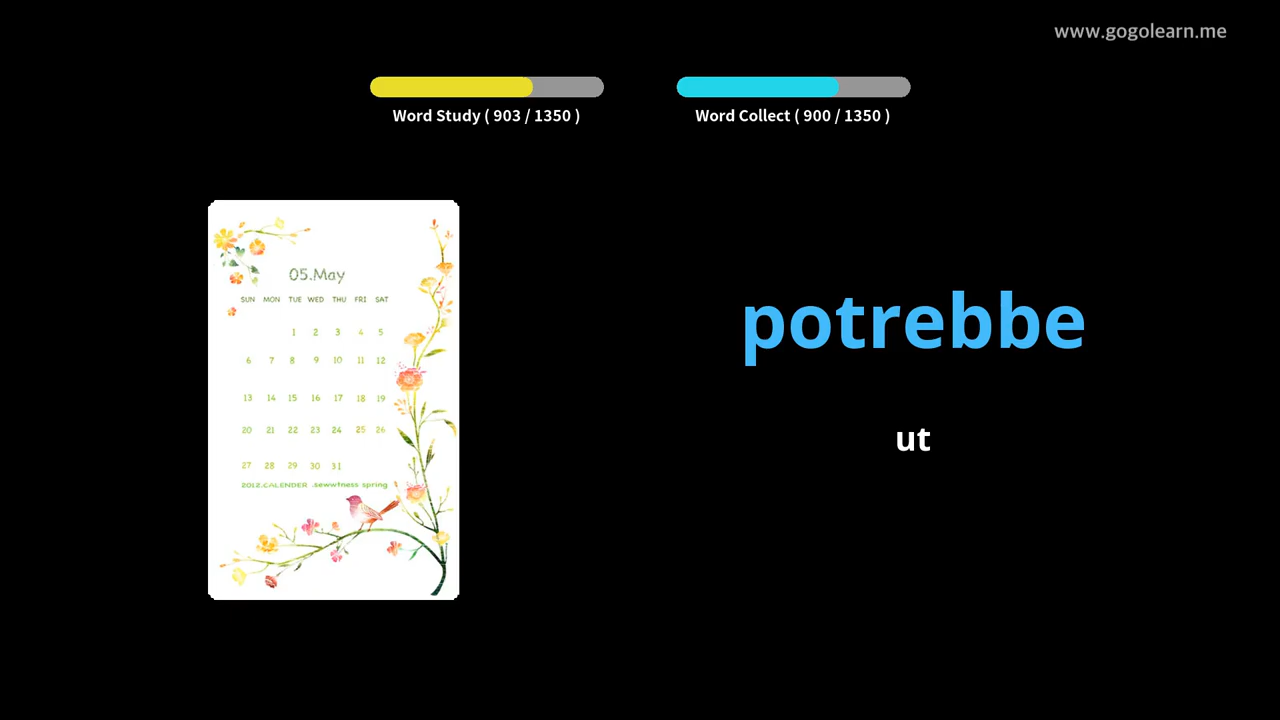 www.gogolearn.me
Word Study ( 903 / 1350 )
Word Collect ( 900 / 1350 )
05.May
SUN MON TUE WED THU FRI SAT
1 2 3 4 5
6 7 8 9 10 11 12
13 14 15 16 17 18 19
20 21 22 23 24 25 26
27 28 29 30 31
2012.CALENDER .sewwtness spring
potrebbe
ut